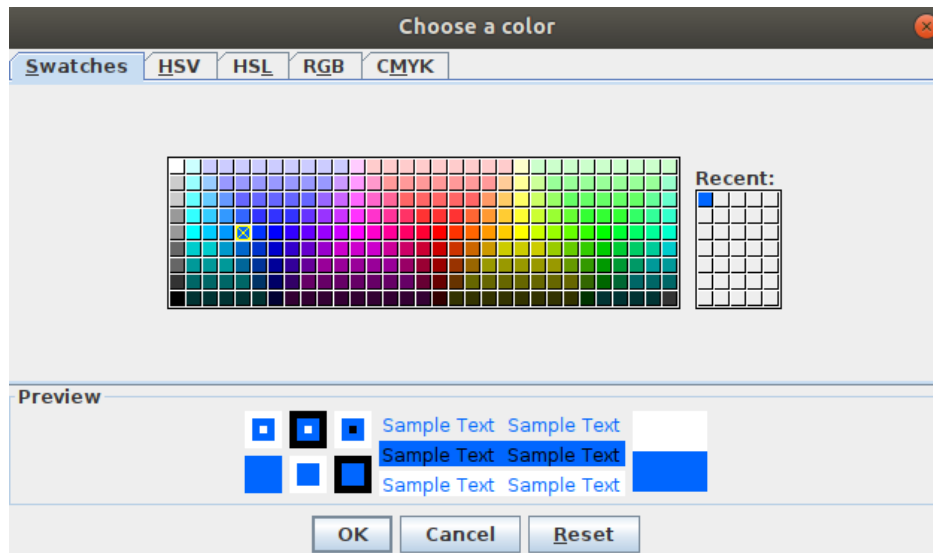 Choose a color
Swatches HSV HSL RGB CMYK
Recent:
Preview
Sample Text Sample Text
Sample Text Sample Text
Sample Text Sample Text
OK Cancel Reset